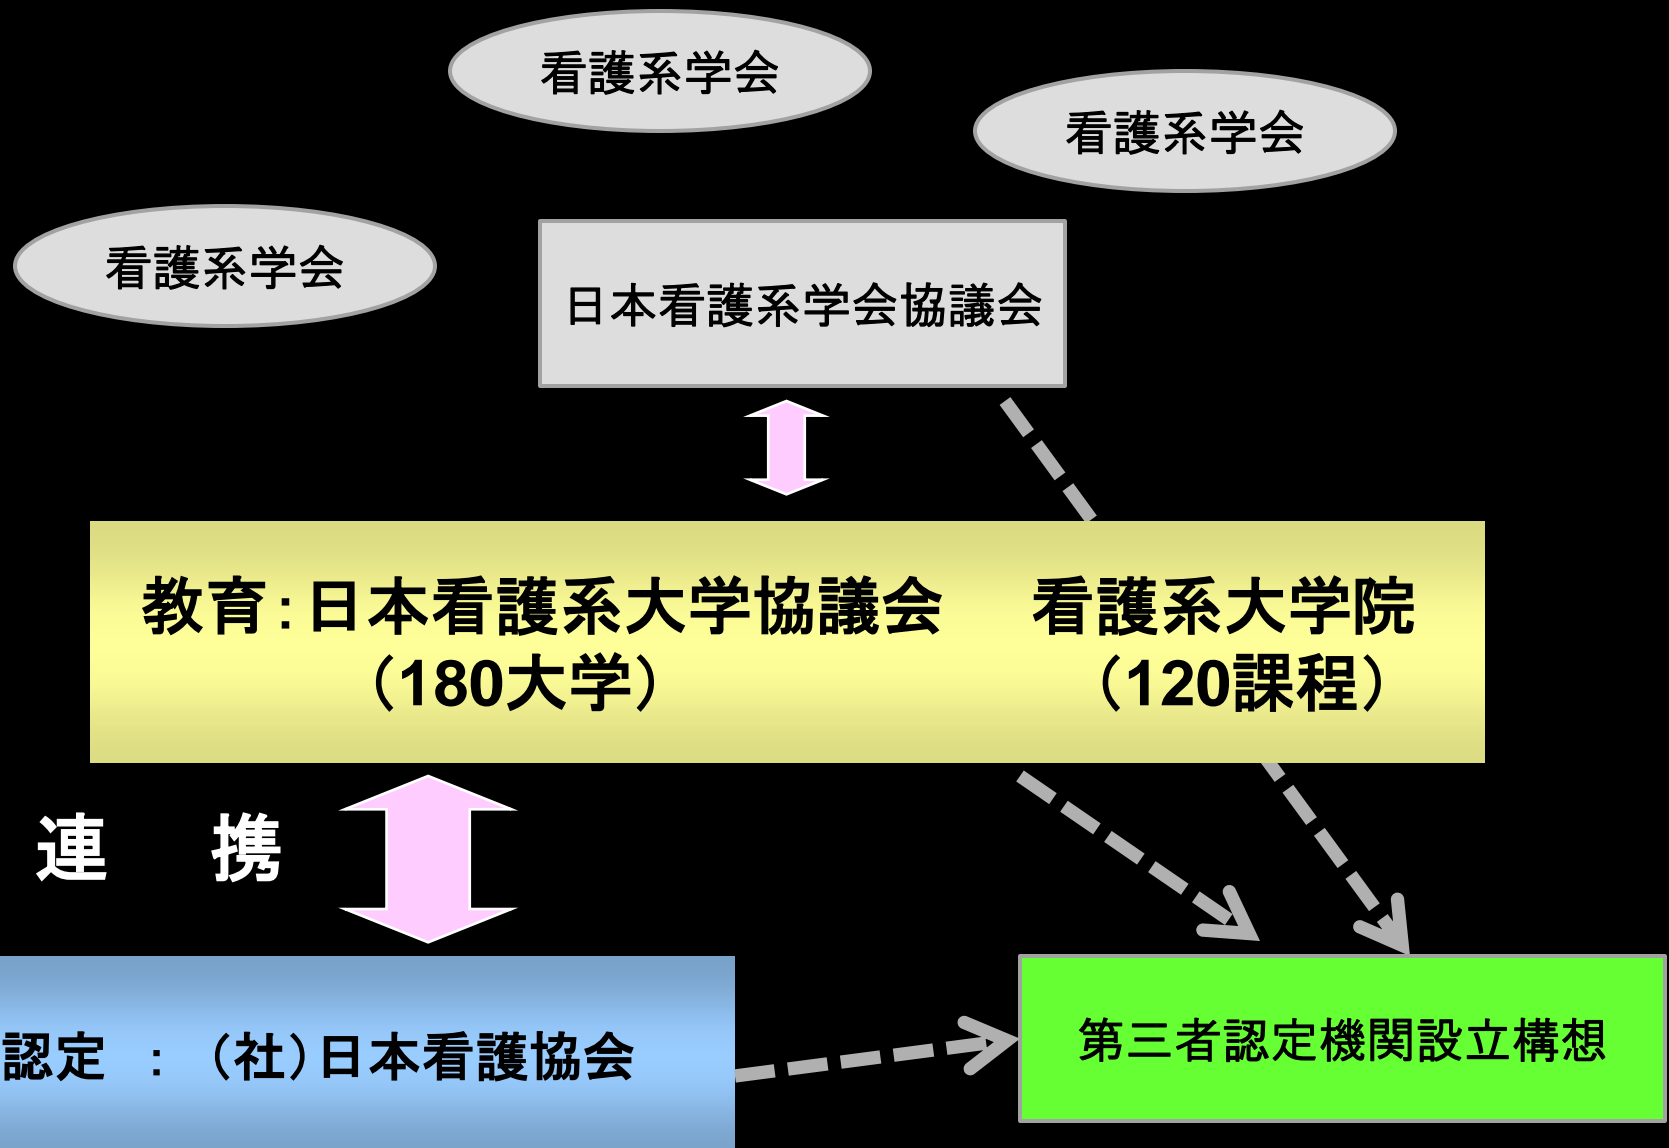 看護系学会
看護系学会
看護系学会
日本看護系学会協議会
教育：日本看護系大学協議会　看護系大学院
（180大学）　（120課程）
連　携
認定　：　（社）日本看護協会
第三者認定機関設立構想